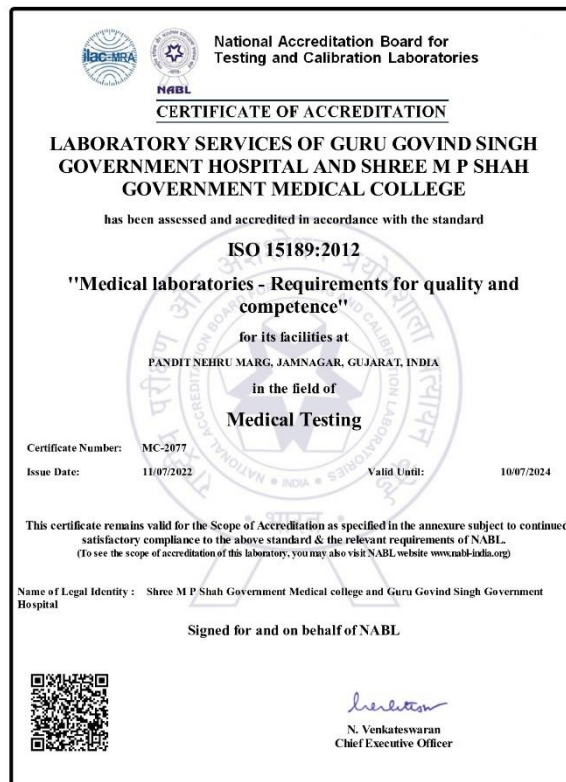 ilac-MRA
NABL
National Accreditation Board for
Testing and Calibration Laboratories
CERTIFICATE OF ACCREDITATION
LABORATORY SERVICES OF GURU GOVIND SINGH
GOVERNMENT HOSPITAL AND SHREE M P SHAH
GOVERNMENT MEDICAL COLLEGE
has been assessed and accredited in accordance with the standard
ISO 15189:2012
"Medical laboratories - Requirements for quality and
competence"
for its facilities at
PANDIT NEHRU MARG, JAMNAGAR, GUJARAT, INDIA
in the field of
Medical Testing
Certificate Number: MC-2077
Issue Date: 11/07/2022 Valid Until: 10/07/2024
This certificate remains valid for the Scope of Accreditation as specified in the annexure subject to continued
satisfactory compliance to the above standard & the relevant requirements of NABL.
(To see the scope of accreditation of this laboratory, you may also visit NABL website www.nabl-india.org)
Name of Legal Identity : Shree M P Shah Government Medical college and Guru Govind Singh Government
Hospital
Signed for and on behalf of NABL
N. Venkateswaran
Chief Executive Officer